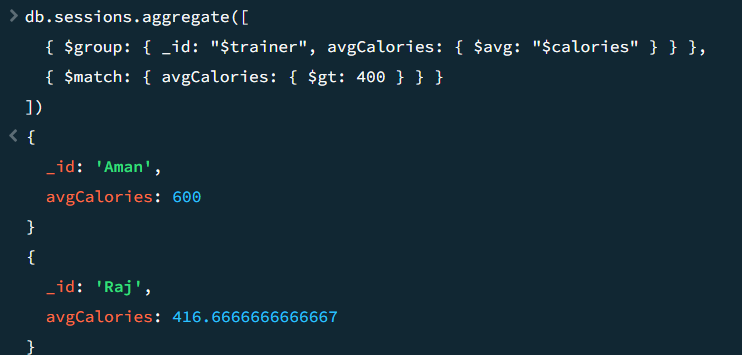 > db.sessions.aggregate([
{ $group: { _id: "$trainer", avgCalories: { $avg: "$calories" } } },
{ $match: { avgCalories: { $gt: 400 } } }
])
< {
_id: 'Aman',
avgCalories: 600
}
{
_id: 'Raj',
avgCalories: 416.6666666666667
}